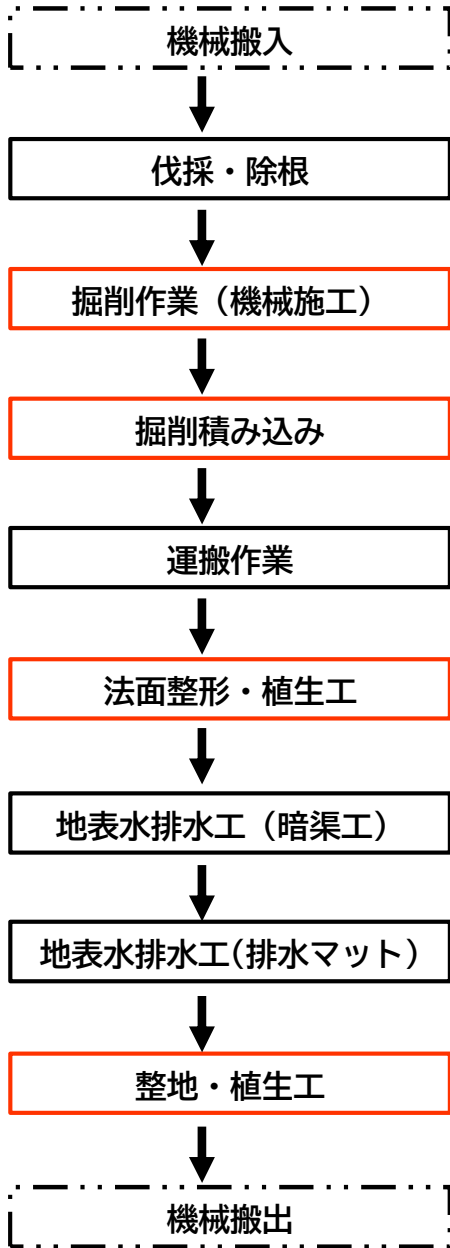 機械搬入
伐採・除根
掘削作業（機械施工）
掘削積み込み
運搬作業
法面整形・植生工
地表水排水工（暗渠工）
地表水排水工(排水マット）
整地・植生工
機械搬出